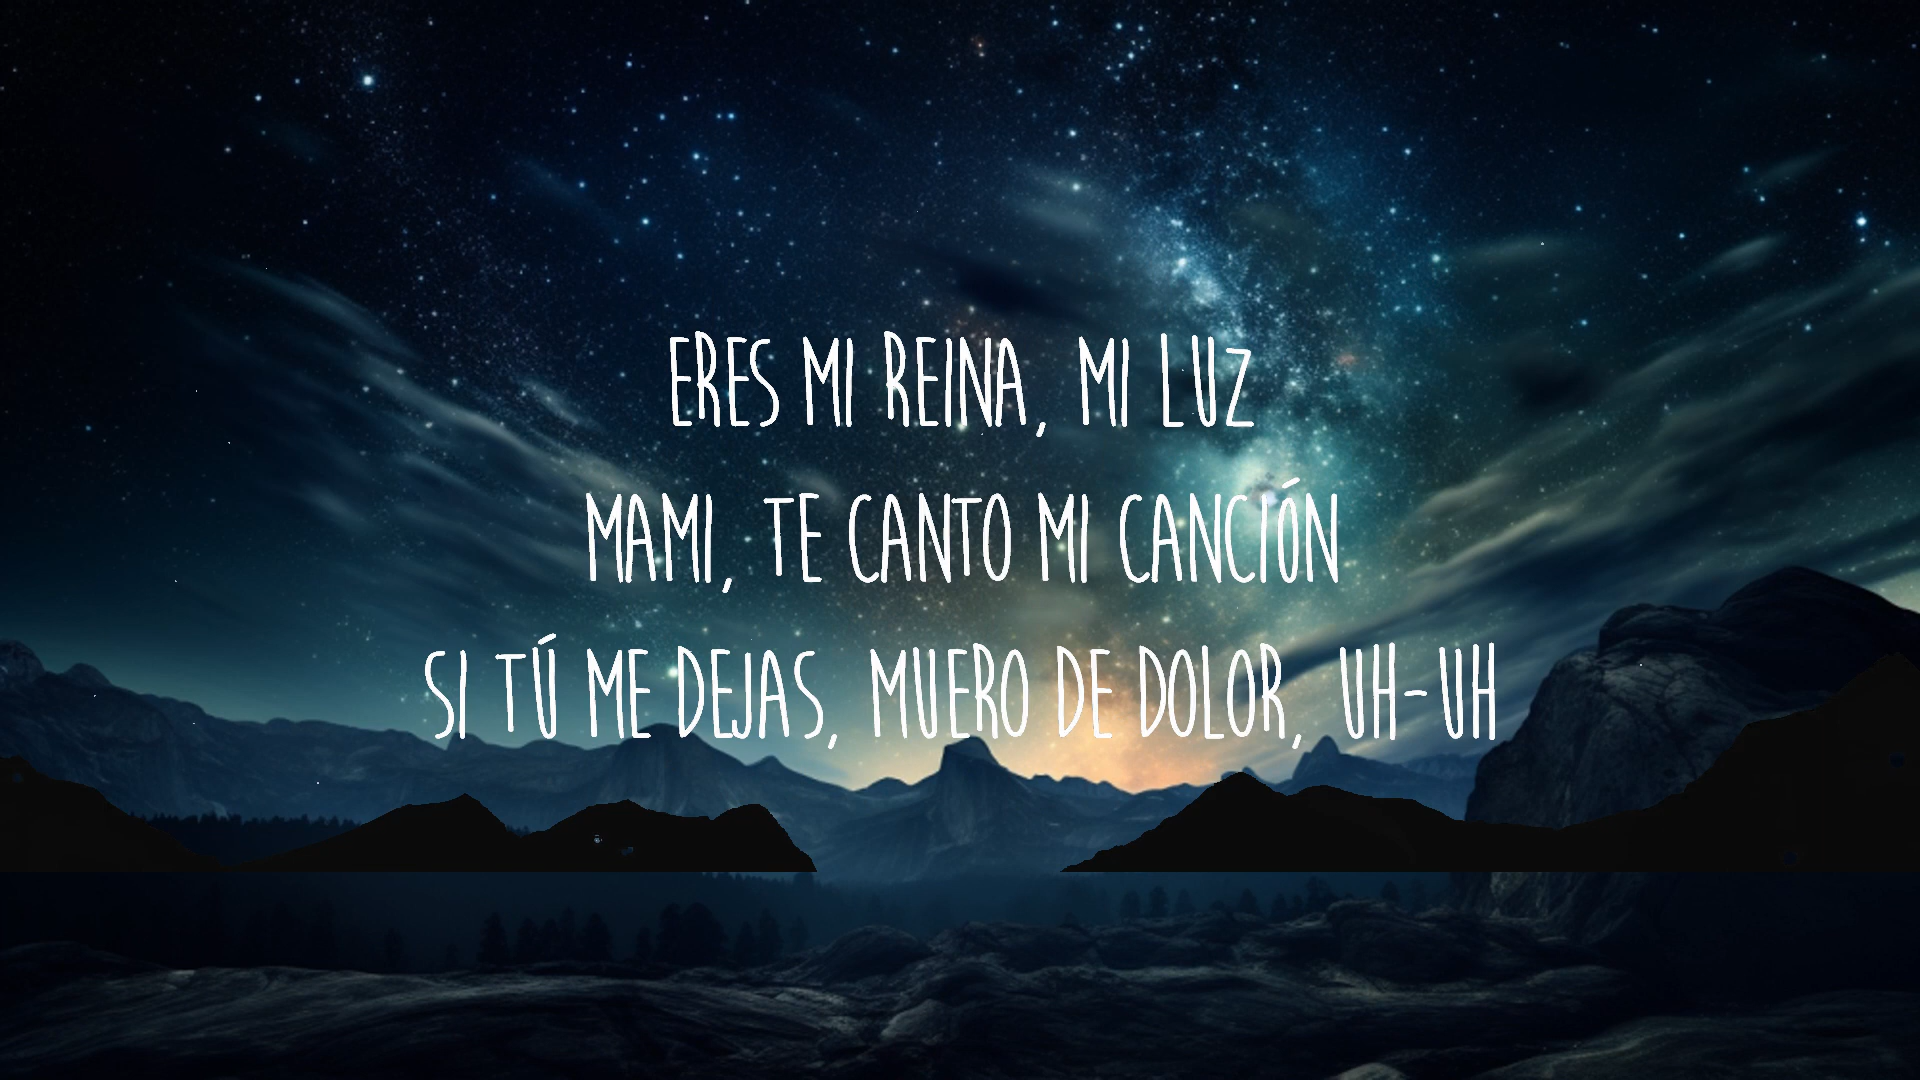 ERES MI REINA, MI LUZ
MAMI, TE CANTO MI CANCIÓN
SI TÚ ME DEJAS, MUERO DE DOLOR, UH-UH